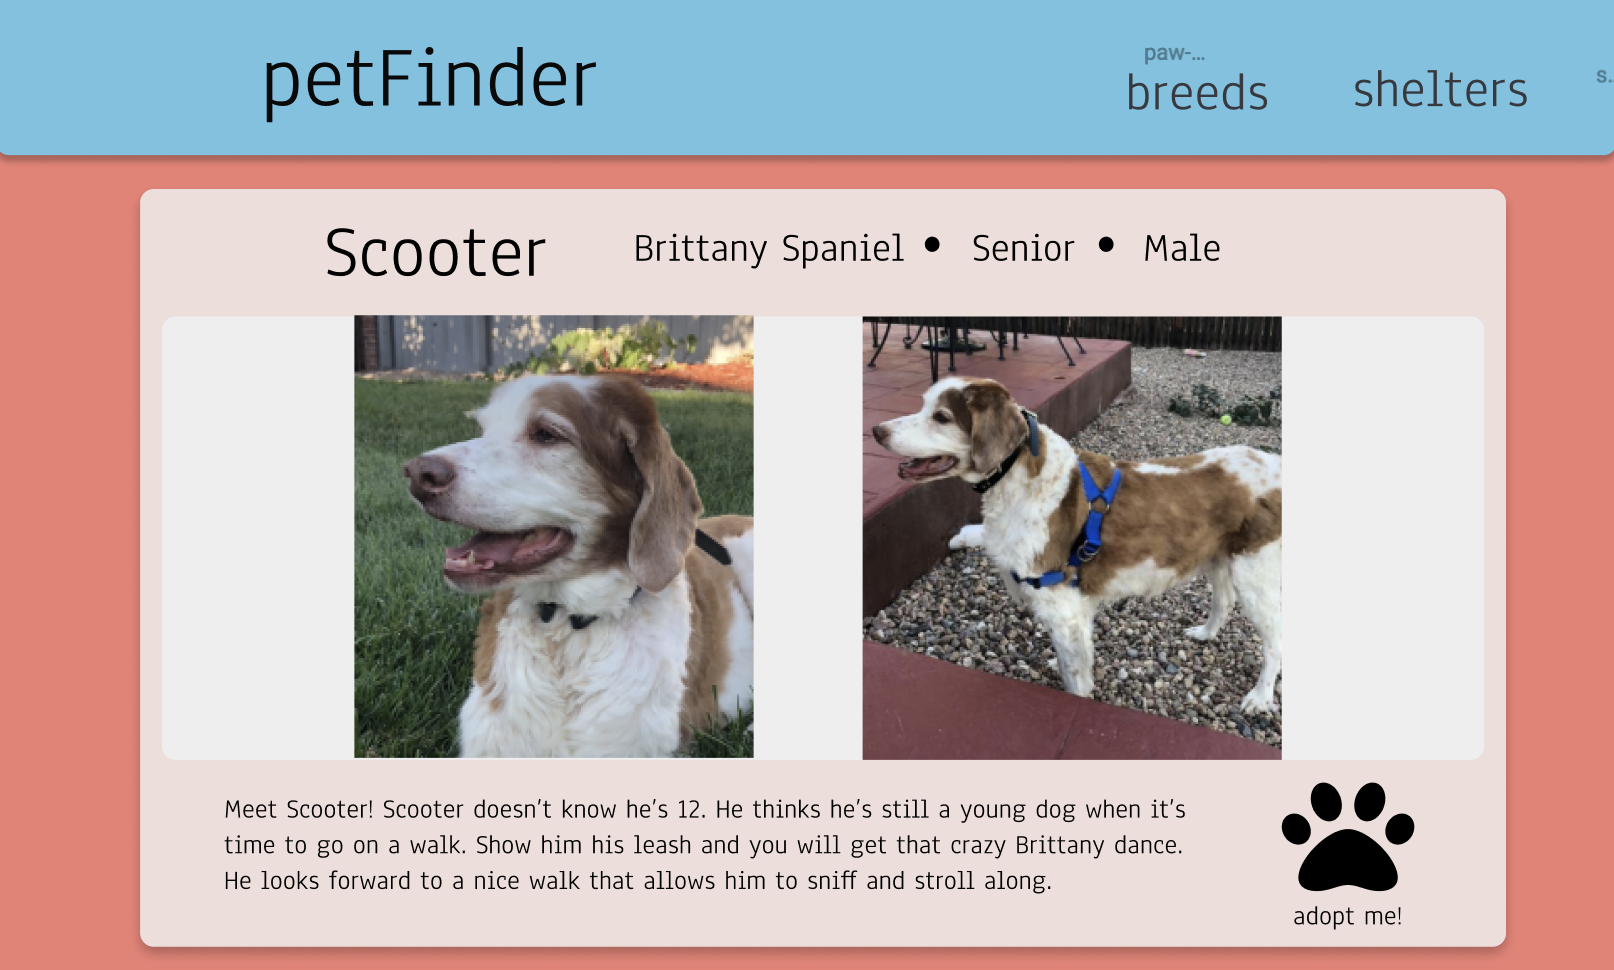 petFinder
paw-...
breeds
shelters
s...
Scooter
Brittany Spaniel • Senior • Male
Meet Scooter! Scooter doesn't know he's 12. He thinks he's still a young dog when it's
time to go on a walk. Show him his leash and you will get that crazy Brittany dance.
He looks forward to a nice walk that allows him to sniff and stroll along.
adopt me!